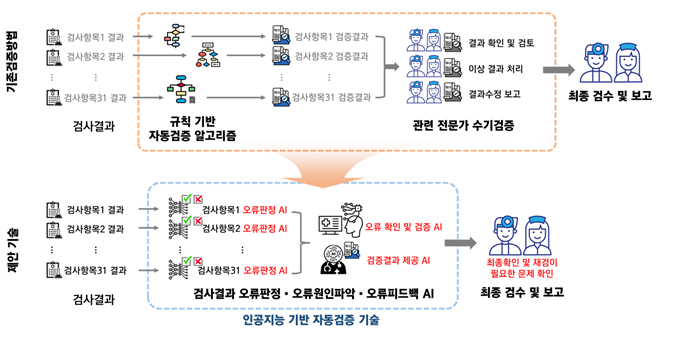 기존검증방법
검사항목1 결과
검사항목2 결과
검사항목31 결과
검사결과
규칙 기반
자동검증 알고리즘
검사항목1 검증결과
검사항목2 검증결과
검사항목31 검증결과
결과 확인 및 검토
이상 결과 처리
결과수정 보고
관련 전문가 수기검증
최종 검수 및 보고
제안 기술
검사항목1 결과
검사항목2 결과
검사항목31 결과
검사결과
검사항목1 오류판정 AI
검사항목2 오류판정 AI
검사항목31 오류판정 AI
오류 확인 및 검증 AI
검증결과 제공 AI
검사결과 오류판정 · 오류원인파악 · 오류피드백 AI
인공지능 기반 자동검증 기술
최종확인 및 재검이
필요한 문제 확인
최종 검수 및 보고